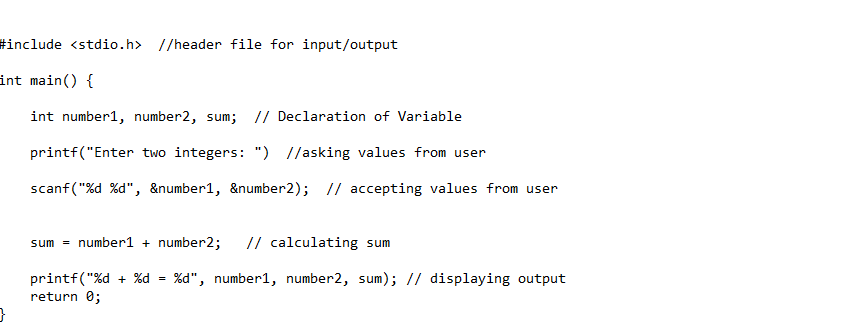 #include <stdio.h>  //header file for input/output
int main() {
    int number1, number2, sum;  // Declaration of Variable
    printf("Enter two integers: ")  //asking values from user
    scanf("%d %d", &number1, &number2);  // accepting values from user
    sum = number1 + number2;   // calculating sum
    printf("%d + %d = %d", number1, number2, sum); // displaying output
    return 0;
}